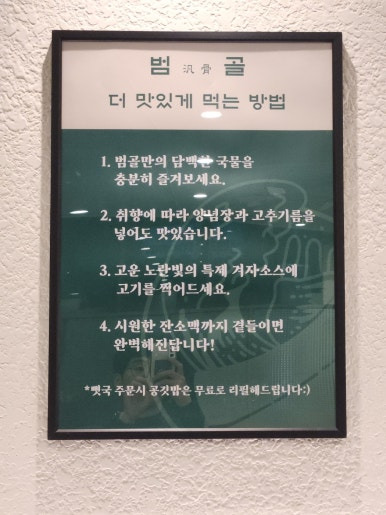 범 汎骨 골
더 맛있게 먹는 방법
1. 범골만의 담백한 국물을
충분히 즐겨보세요.
2. 취향에 따라 양념장과 고추기름을
넣어도 맛있습니다.
3. 고운 노란빛의 특제 겨자소스에
고기를 찍어드세요.
4. 시원한 잔소맥까지 곁들이면
완벽해진답니다!
*뼛국 주문시 공깃밥은 무료로 리필해드립니다:)